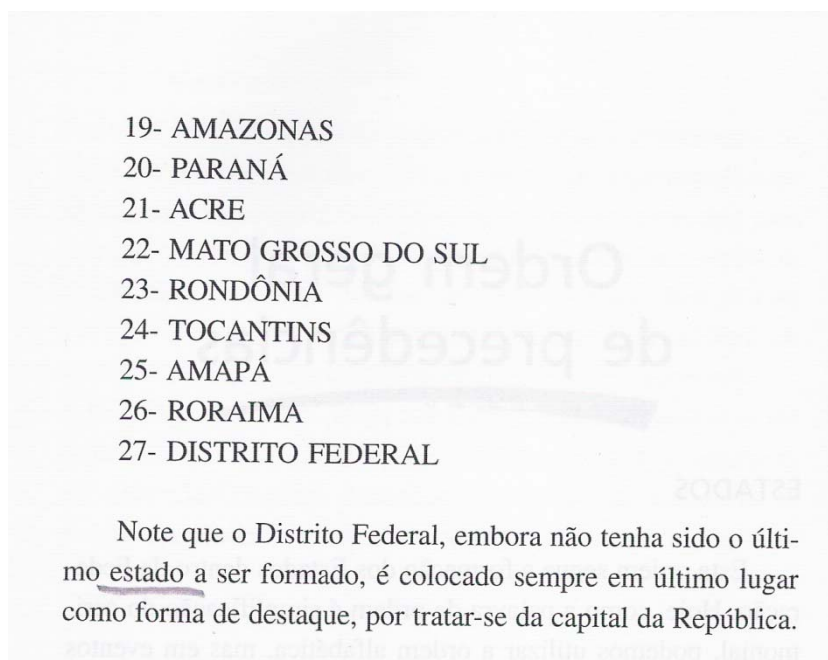 19- AMAZONAS
20- PARANÁ
21- ACRE
22- MATO GROSSO DO SUL
23- RONDÔNIA
24- TOCANTINS
25- AMAPÁ
26- RORAIMA
27- DISTRITO FEDERAL
Note que o Distrito Federal, embora não tenha sido o últi-
mo estado a ser formado, é colocado sempre em último lugar
como forma de destaque, por tratar-se da capital da República.